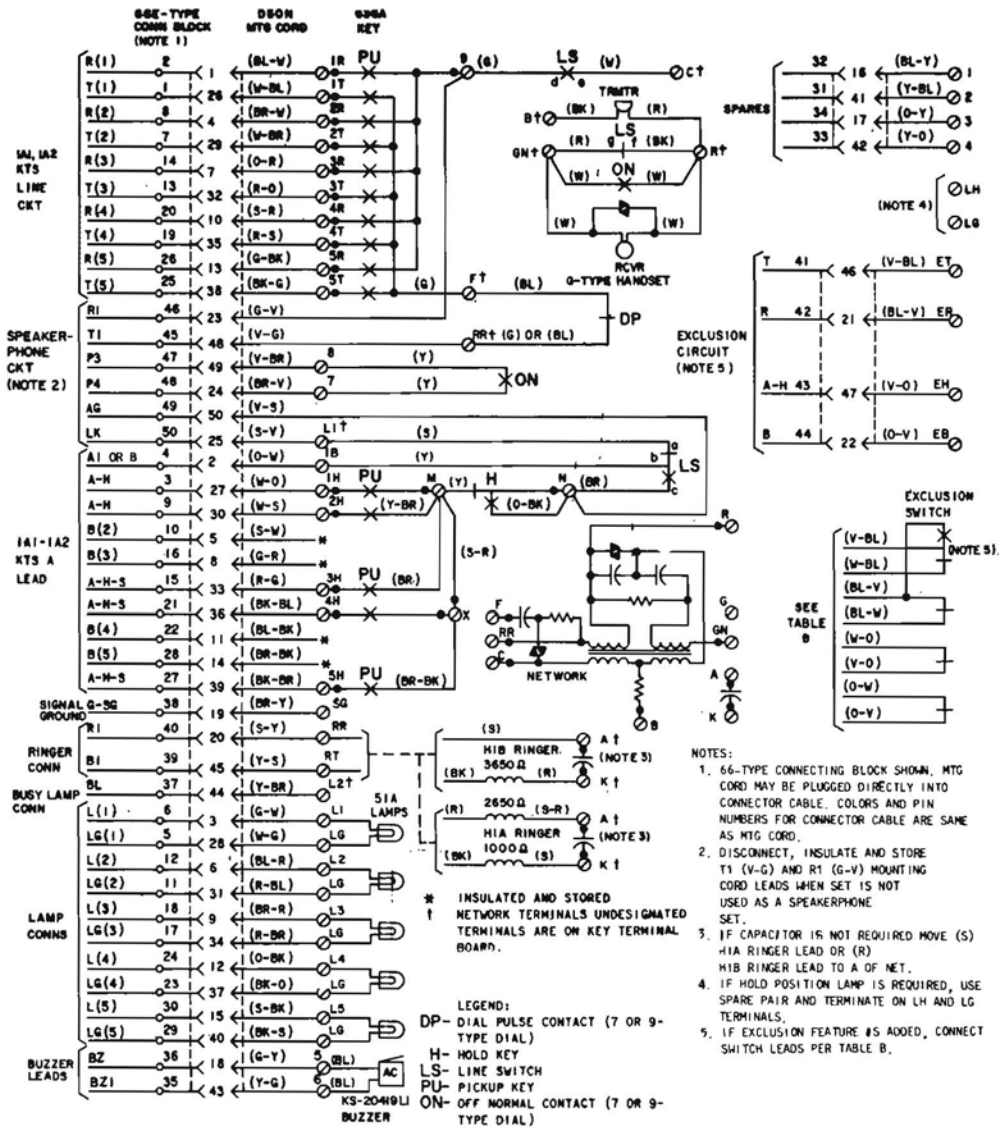 66E-TYPE CONN BLOCK (NOTE 1)
D50N MTG CORD
636A KEY
1A1, 1A2 KTS LINE CKT
R(1) 2 1 (BL-W) 1R PU
T(1) 1 26 (W-BL) 1T
R(2) 8 4 (BR-W) 2R
T(2) 7 29 (W-BR) 2T
R(3) 14 7 (O-R) 3R
T(3) 13 32 (R-O) 3T
R(4) 20 10 (S-R) 4R
T(4) 19 35 (R-S) 4T
R(5) 26 13 (G-BK) 5R
T(5) 25 38 (BK-G) 5T (G) F† (BL)
9 (G) LS d e (W) C†
TRMTR
B† (BK) (R)
LS
GN† (R) g f (BK) R†
ON
(W) (W)
(W) (W)
RCVR
G-TYPE HANDSET
DP
SPEAKER-PHONE CKT (NOTE 2)
R1 46 23 (G-V)
T1 45 48 (V-G) RR† (G) OR (BL)
P3 47 49 (V-BR) 8 (Y)
ON
P4 48 24 (BR-V) 7 (Y)
AG 49 50 (V-S)
LK 50 25 (S-V) L1† (S) a
1A1-1A2 KTS A LEAD
A1 OR B 4 2 (O-W) B (Y) b LS
A-H 3 27 (W-O) 1H PU M (Y) H N (BR) c
A-H 9 30 (W-S) 2H (Y-BR) (O-BK)
B(2) 10 5 (S-W) *
(S-R)
B(3) 16 8 (G-R) *
A-H-S 15 33 (R-G) 3H PU (BR)
A-H-S 21 36 (BK-BL) 4H X
B(4) 22 11 (BL-BK) *
B(5) 28 14 (BR-BK) *
A-H-S 27 39 (BK-BR) 5H PU (BR-BK)
SIGNAL GROUND
G-SG 38 19 (BR-Y) SG
RINGER CONN
R1 40 20 (S-Y) RR
B1 39 45 (Y-S) RT
BUSY LAMP CONN
BL 37 44 (Y-BR) L2†
LAMP CONNS
51A LAMPS
L(1) 6 3 (G-W) L1
LG(1) 5 28 (W-G) LG
L(2) 12 6 (BL-R) L2
LG(2) 11 31 (R-BL) LG
L(3) 18 9 (BR-R) L3
LG(3) 17 34 (R-BR) LG
L(4) 24 12 (O-BK) L4
LG(4) 23 37 (BK-O) LG
L(5) 30 15 (S-BK) L5
LG(5) 29 40 (BK-S) LG
BUZZER LEADS
BZ 36 18 (G-Y) 5 (BL)
AC
BZ1 35 43 (Y-G) 6 (BL)
KS-20419L1 BUZZER
SPARES
32 16 (BL-Y) 1
31 41 (Y-BL) 2
34 17 (O-Y) 3
33 42 (Y-O) 4
(NOTE 4)
LH
LG
EXCLUSION CIRCUIT (NOTE 5)
T 41 46 (V-BL) ET
R 42 21 (BL-V) ER
A-H 43 47 (V-O) EH
B 44 22 (O-V) EB
EXCLUSION SWITCH
(NOTE 5)
SEE TABLE B
(V-BL)
(W-BL)
(BL-V)
(BL-W)
(W-O)
(V-O)
(O-W)
(O-V)
R
G
F
RR
GN
C
A
NETWORK
K
B
(S) A†
H1B RINGER (NOTE 3)
3650Ω
(BK) (R) K†
2650Ω
(R) (S-R) A†
H1A RINGER (NOTE 3)
1000Ω
(BK) (S) K†
* INSULATED AND STORED
† NETWORK TERMINALS UNDESIGNATED
TERMINALS ARE ON KEY TERMINAL
BOARD.
LEGEND:
DP- DIAL PULSE CONTACT (7 OR 9-
TYPE DIAL)
H- HOLD KEY
LS- LINE SWITCH
PU- PICKUP KEY
ON- OFF NORMAL CONTACT (7 OR 9-
TYPE DIAL)
NOTES:
1. 66-TYPE CONNECTING BLOCK SHOWN, MTG
CORD MAY BE PLUGGED DIRECTLY INTO
CONNECTOR CABLE. COLORS AND PIN
NUMBERS FOR CONNECTOR CABLE ARE SAME
AS MTG CORD.
2. DISCONNECT, INSULATE AND STORE
T1 (V-G) AND R1 (G-V) MOUNTING
CORD LEADS WHEN SET IS NOT
USED AS A SPEAKERPHONE
SET.
3. IF CAPACITOR IS NOT REQUIRED MOVE (S)
H1A RINGER LEAD OR (R)
H1B RINGER LEAD TO A OF NET.
4. IF HOLD POSITION LAMP IS REQUIRED, USE
SPARE PAIR AND TERMINATE ON LH AND LG
TERMINALS.
5. IF EXCLUSION FEATURE IS ADDED, CONNECT
SWITCH LEADS PER TABLE B.